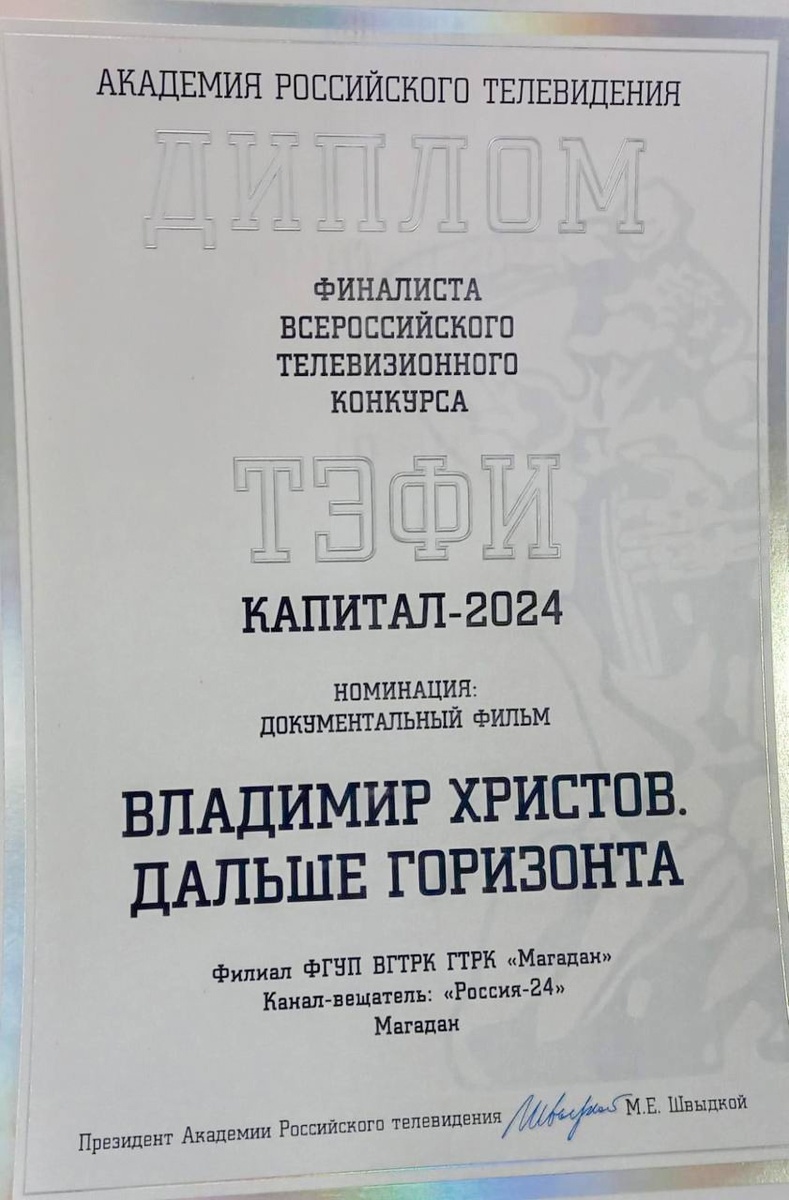 АКАДЕМИЯ РОССИЙСКОГО ТЕЛЕВИДЕНИЯ
ДИПЛОМ
ФИНАЛИСТА
ВСЕРОССИЙСКОГО
ТЕЛЕВИЗИОННОГО
КОНКУРСА
ТЭФИ
КАПИТАЛ-2024
НОМИНАЦИЯ:
ДОКУМЕНТАЛЬНЫЙ ФИЛЬМ
ВЛАДИМИР ХРИСТОВ.
ДАЛЬШЕ ГОРИЗОНТА
Филиал ФГУП ВГТРК ГТРК «Магадан»
Канал-вещатель: «Россия-24»
Магадан
Президент Академии Российского телевидения Швыдкой М.Е. Швыдкой